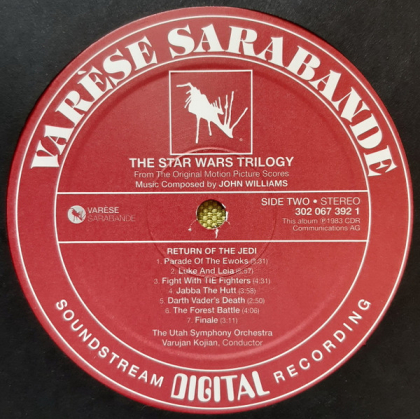 VARÈSE SARABANDE
THE STAR WARS TRILOGY
From The Original Motion Picture Scores
Music Composed by JOHN WILLIAMS
VARÈSE
SARABANDE
SIDE TWO • STEREO
302 067 392 1
This album ℗1983 CDR
Communications AG
RETURN OF THE JEDI
1. Parade Of The Ewoks (3:31)
2. Luke And Leia (3:57)
3. Fight With TIE Fighters (4:31)
4. Jabba The Hutt (3:58)
5. Darth Vader's Death (2:50)
6. The Forest Battle (4:06)
7. Finale (3:11)
The Utah Symphony Orchestra
Varujan Kojian, Conductor
SOUNDSTREAM DIGITAL RECORDING